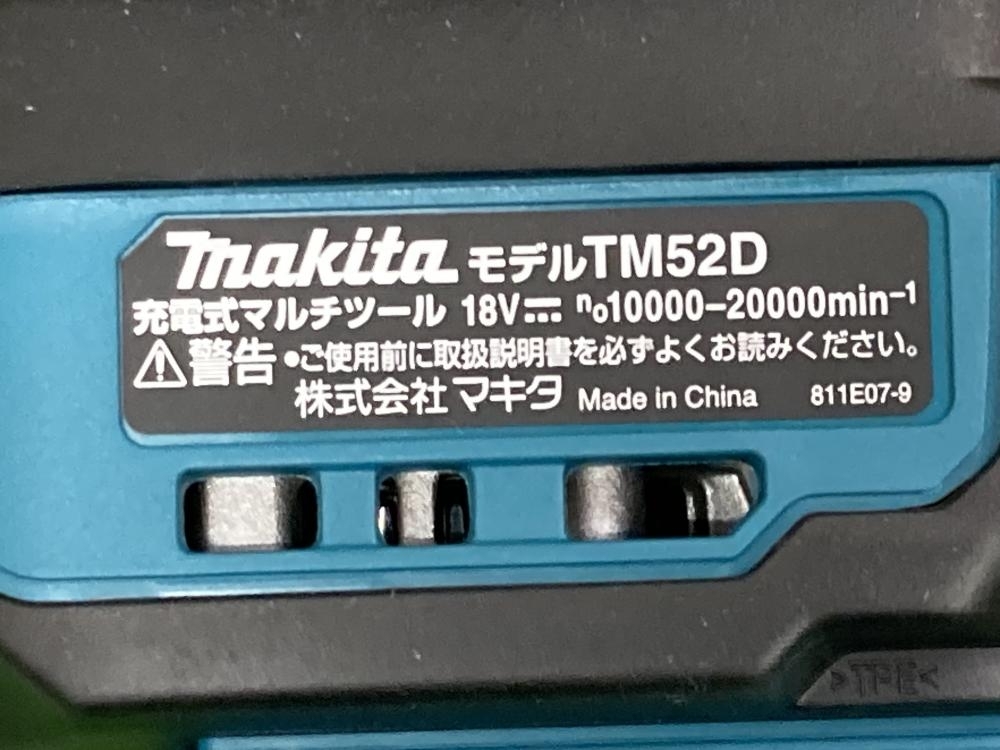 makita モデルTM52D
充電式マルチツール 18V⎓ n₀10000–20000min⁻¹
⚠警告 •ご使用前に取扱説明書を必ずよくお読みください。
株式会社マキタ Made in China 811E07-9
>TPE<